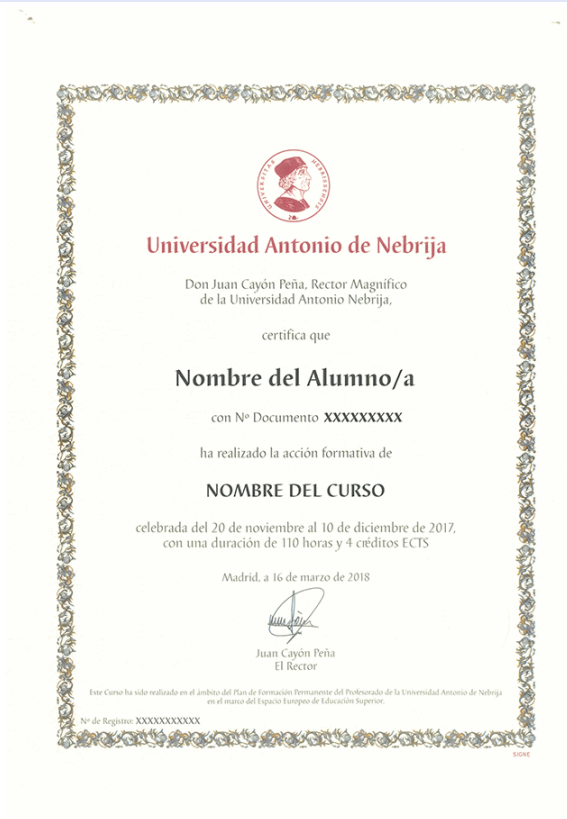 UNIVERSITAS NEBRISSENSIS
Universidad Antonio de Nebrija
Don Juan Cayón Peña, Rector Magnífico
de la Universidad Antonio Nebrija,
certifica que
Nombre del Alumno/a
con Nº Documento XXXXXXXXX
ha realizado la acción formativa de
NOMBRE DEL CURSO
celebrada del 20 de noviembre al 10 de diciembre de 2017,
con una duración de 110 horas y 4 créditos ECTS
Madrid, a 16 de marzo de 2018
Juan Cayón Peña
El Rector
Este Curso ha sido realizado en el ámbito del Plan de Formación Permanente del Profesorado de la Universidad Antonio de Nebrija
en el marco del Espacio Europeo de Educación Superior.
Nº de Registro: XXXXXXXXXXX
SIGNE